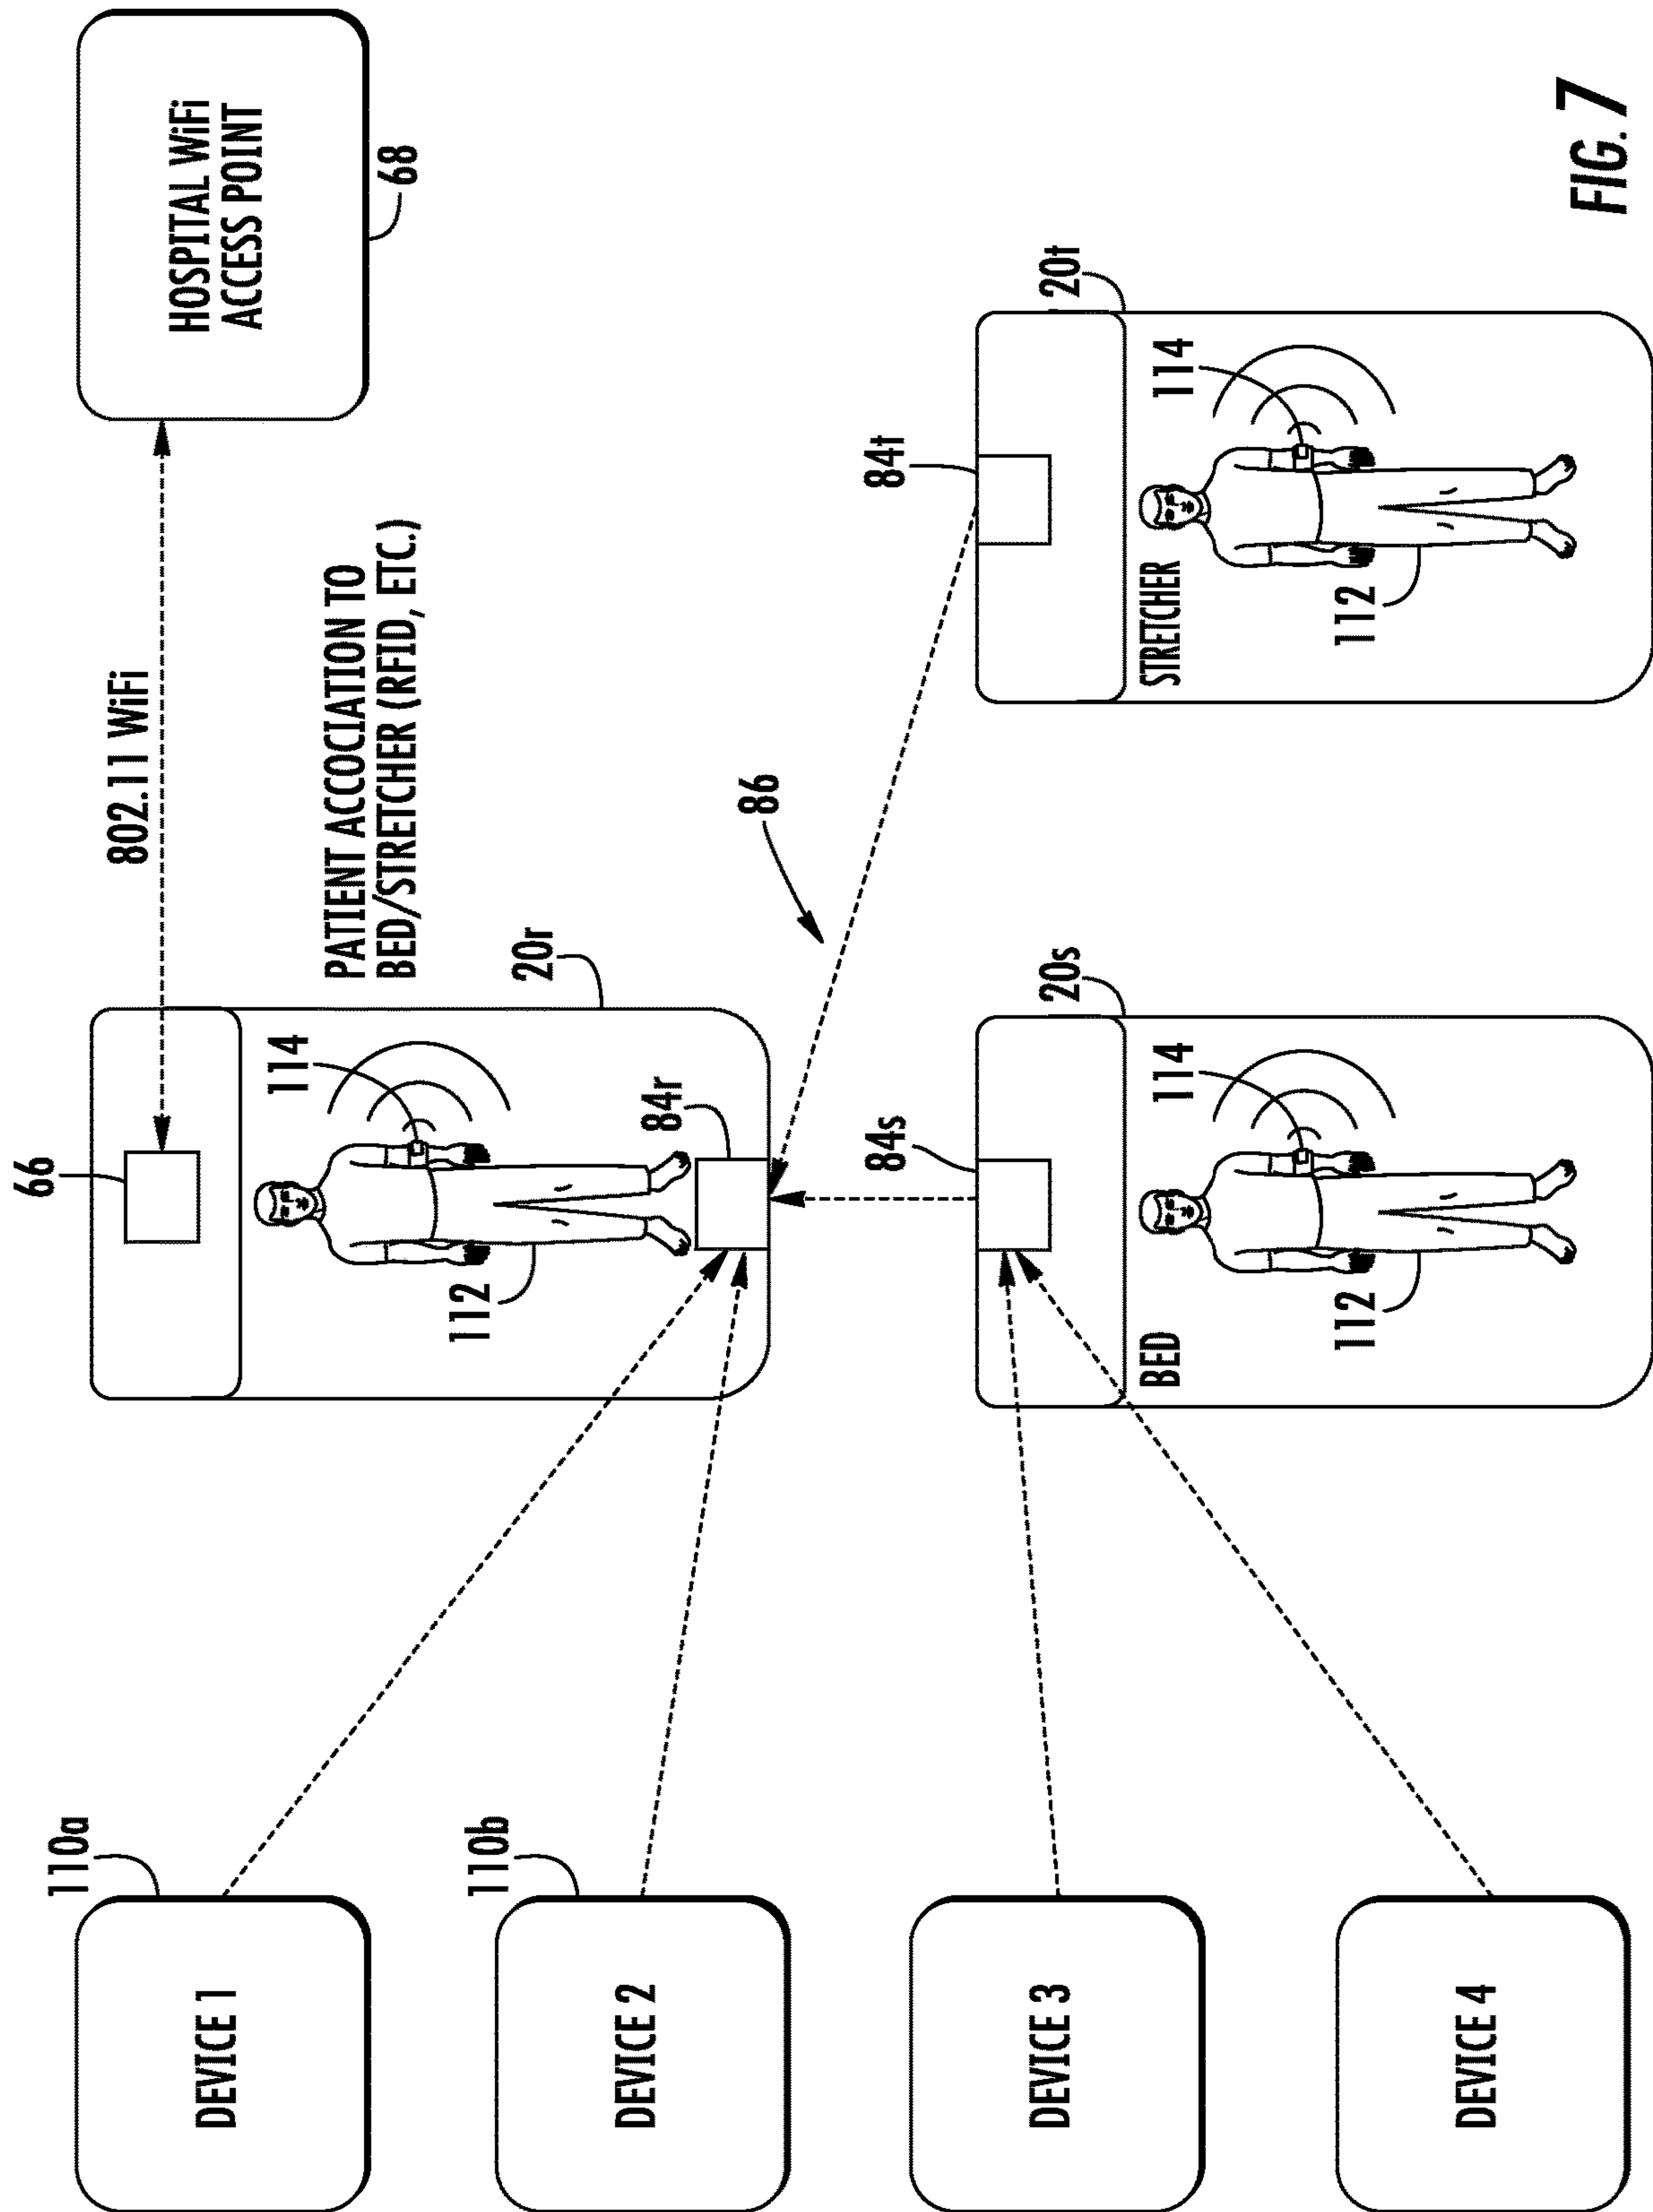 110a
DEVICE 1
110b
DEVICE 2
DEVICE 3
DEVICE 4
66
802.11 WiFi
HOSPITAL WiFi
ACCESS POINT
68
PATIENT ACCOCIATION TO
BED/STRETCHER (RFID, ETC.)
114
20r
112
84r
86
84s
20s
BED
114
112
84t
20t
STRETCHER
114
112
FIG. 7